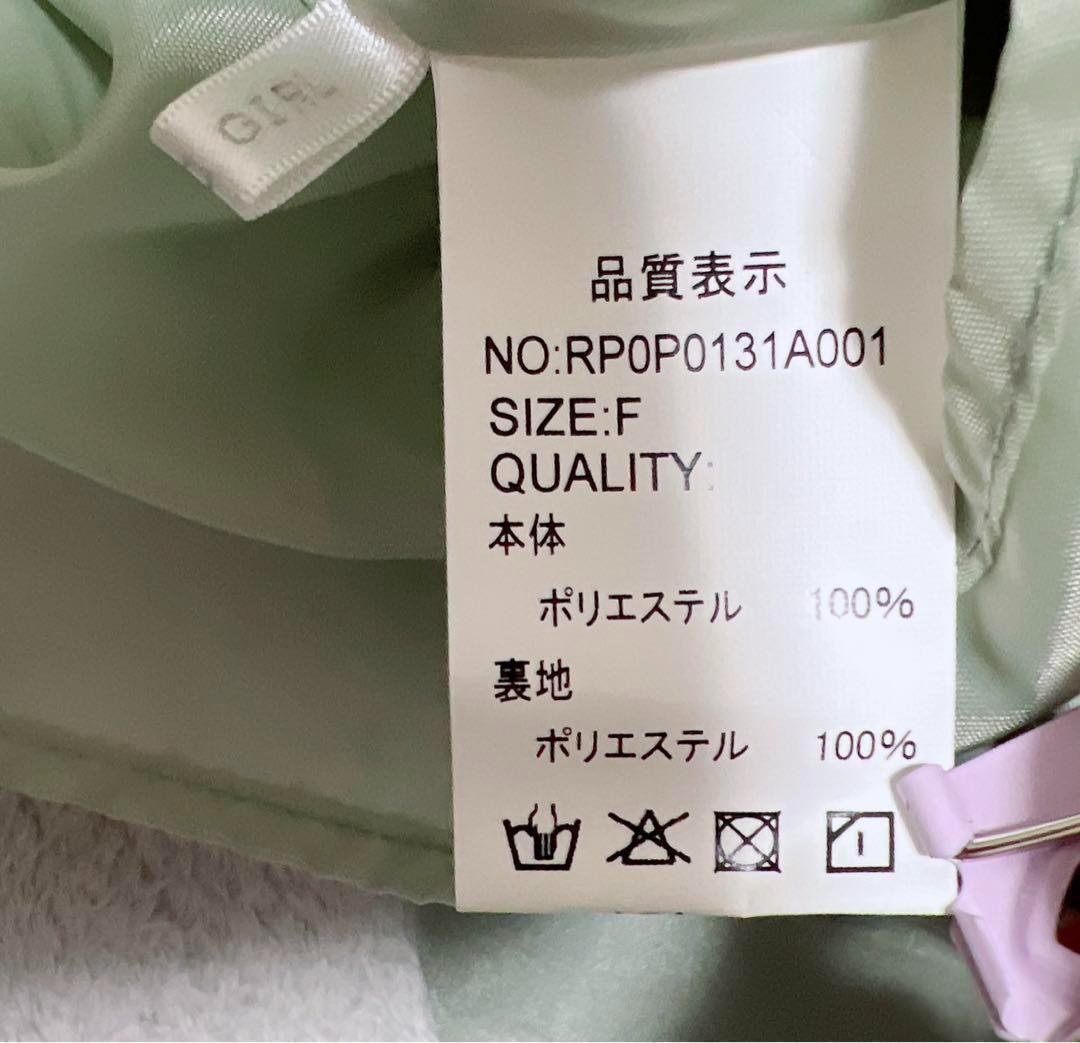 GIRL
品質表示
NO:RP0P0131A001
SIZE:F
QUALITY:
本体
ポリエステル 100%
裏地
ポリエステル 100%